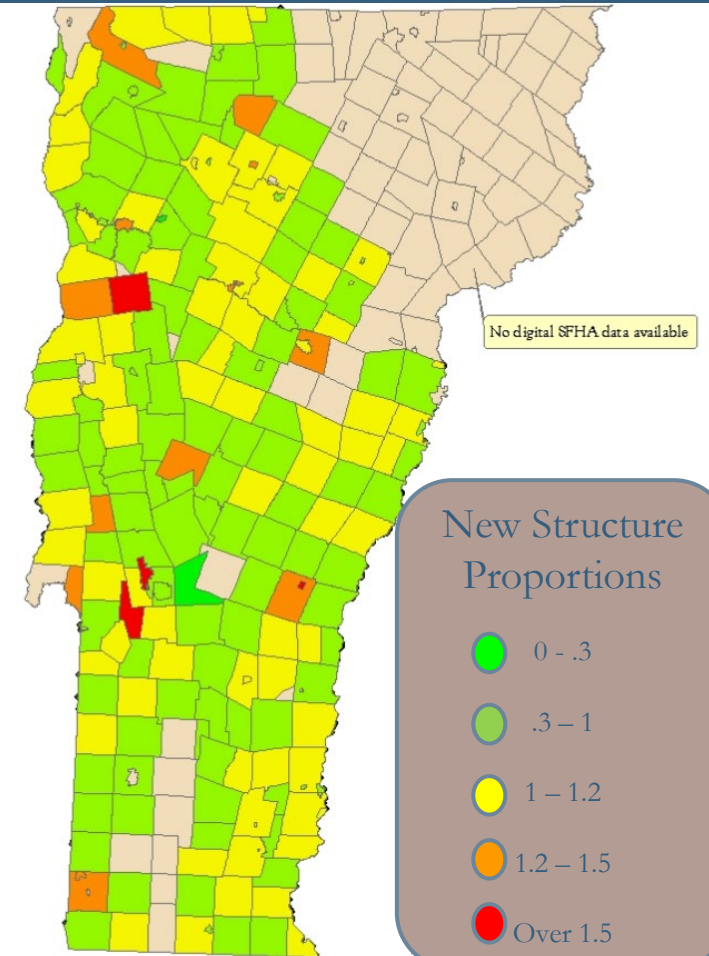 No digital SFHA data available
New Structure
Proportions
0 - .3
.3 – 1
1 – 1.2
1.2 – 1.5
Over 1.5